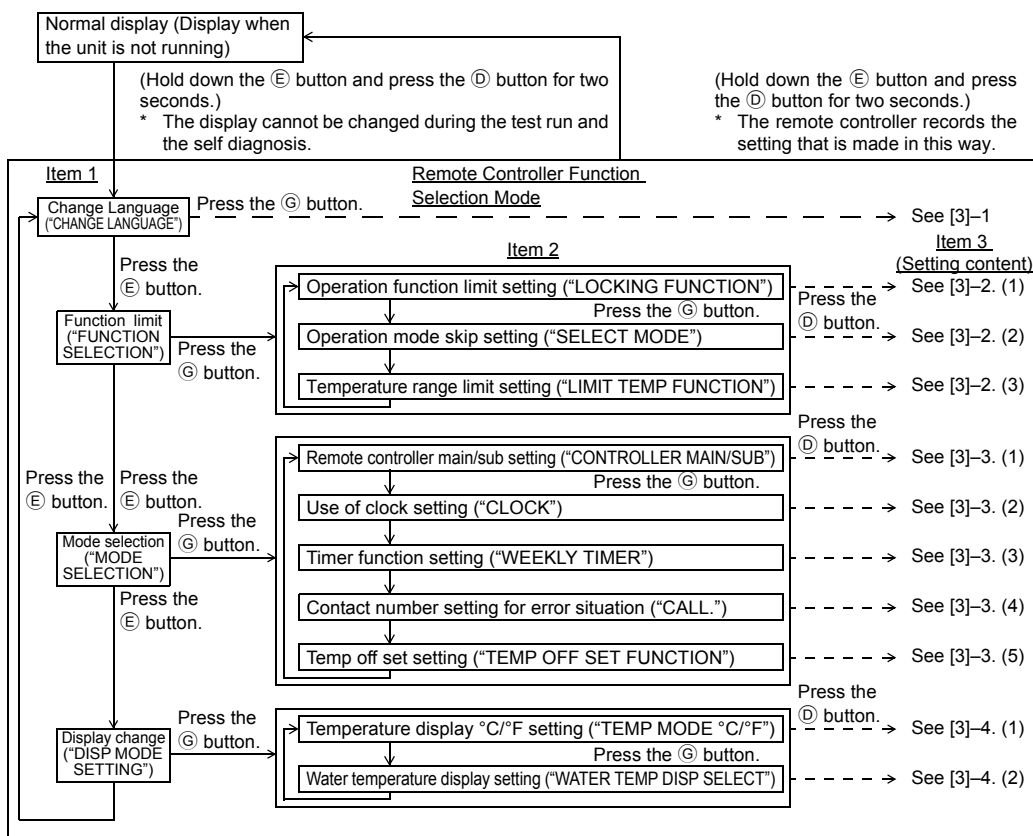 Normal display (Display when
the unit is not running)
(Hold down the Ⓔ button and press the Ⓓ button for two
seconds.)
* The display cannot be changed during the test run and
the self diagnosis.
(Hold down the Ⓔ button and press
the Ⓓ button for two seconds.)
* The remote controller records the
setting that is made in this way.
Item 1
Remote Controller Function
Selection Mode
Change Language
(“CHANGE LANGUAGE”)
Press the Ⓖ button.
See [3]–1
Item 2
Item 3
(Setting content)
Press the
Ⓔ button.
Function limit
(“FUNCTION
SELECTION”)
Press the
Ⓖ button.
Operation function limit setting (“LOCKING FUNCTION”)
Press the Ⓖ button.
Operation mode skip setting (“SELECT MODE”)
Temperature range limit setting (“LIMIT TEMP FUNCTION”)
Press the
Ⓓ button.
See [3]–2. (1)
See [3]–2. (2)
See [3]–2. (3)
Press the
Ⓔ button.
Press the
Ⓔ button.
Mode selection
(“MODE
SELECTION”)
Press the
Ⓖ button.
Remote controller main/sub setting (“CONTROLLER MAIN/SUB”)
Press the Ⓖ button.
Use of clock setting (“CLOCK”)
Timer function setting (“WEEKLY TIMER”)
Contact number setting for error situation (“CALL.”)
Temp off set setting (“TEMP OFF SET FUNCTION”)
Press the
Ⓓ button.
See [3]–3. (1)
See [3]–3. (2)
See [3]–3. (3)
See [3]–3. (4)
See [3]–3. (5)
Press the
Ⓔ button.
Display change
(“DISP MODE
SETTING”)
Press the
Ⓖ button.
Temperature display °C/°F setting (“TEMP MODE °C/°F”)
Press the Ⓖ button.
Water temperature display setting (“WATER TEMP DISP SELECT”)
Press the
Ⓓ button.
See [3]–4. (1)
See [3]–4. (2)